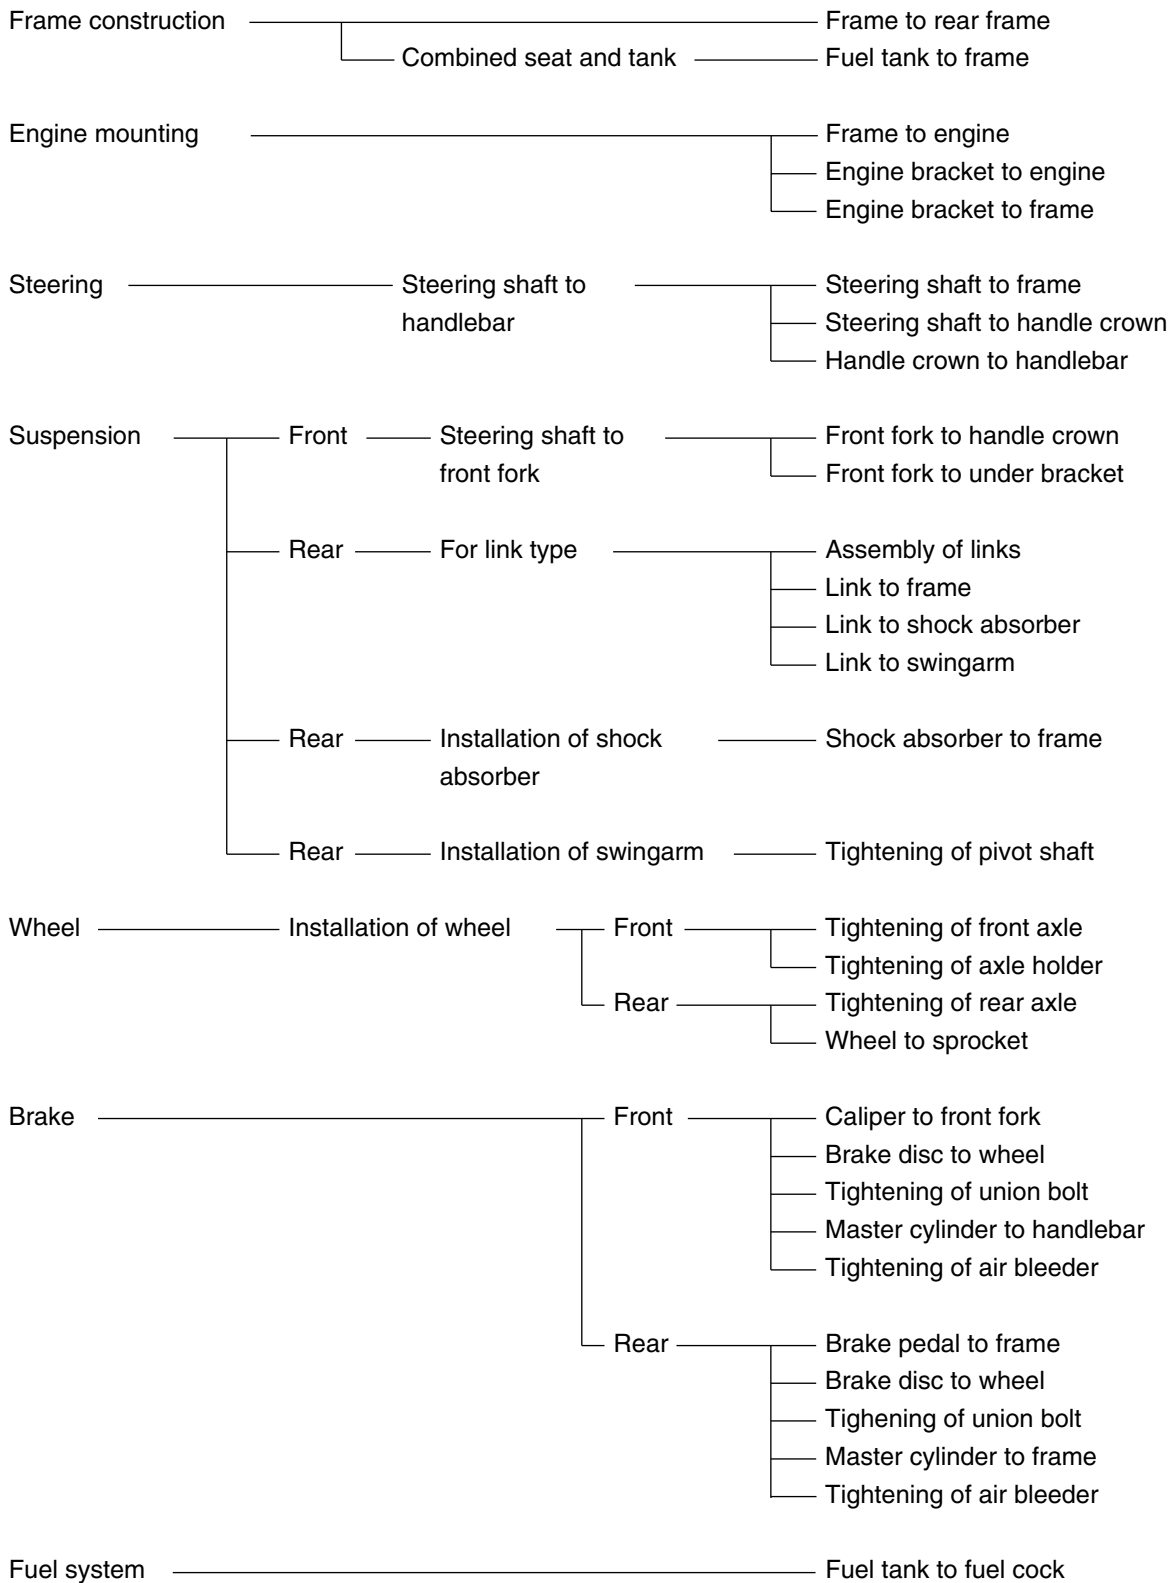 Frame construction Frame to rear frame
Combined seat and tank Fuel tank to frame
Engine mounting Frame to engine
Engine bracket to engine
Engine bracket to frame
Steering Steering shaft to Steering shaft to frame
handlebar Steering shaft to handle crown
Handle crown to handlebar
Suspension Front Steering shaft to Front fork to handle crown
front fork Front fork to under bracket
Rear For link type Assembly of links
Link to frame
Link to shock absorber
Link to swingarm
Rear Installation of shock Shock absorber to frame
absorber
Rear Installation of swingarm Tightening of pivot shaft
Wheel Installation of wheel Front Tightening of front axle
Tightening of axle holder
Rear Tightening of rear axle
Wheel to sprocket
Brake Front Caliper to front fork
Brake disc to wheel
Tightening of union bolt
Master cylinder to handlebar
Tightening of air bleeder
Rear Brake pedal to frame
Brake disc to wheel
Tighening of union bolt
Master cylinder to frame
Tightening of air bleeder
Fuel system Fuel tank to fuel cock